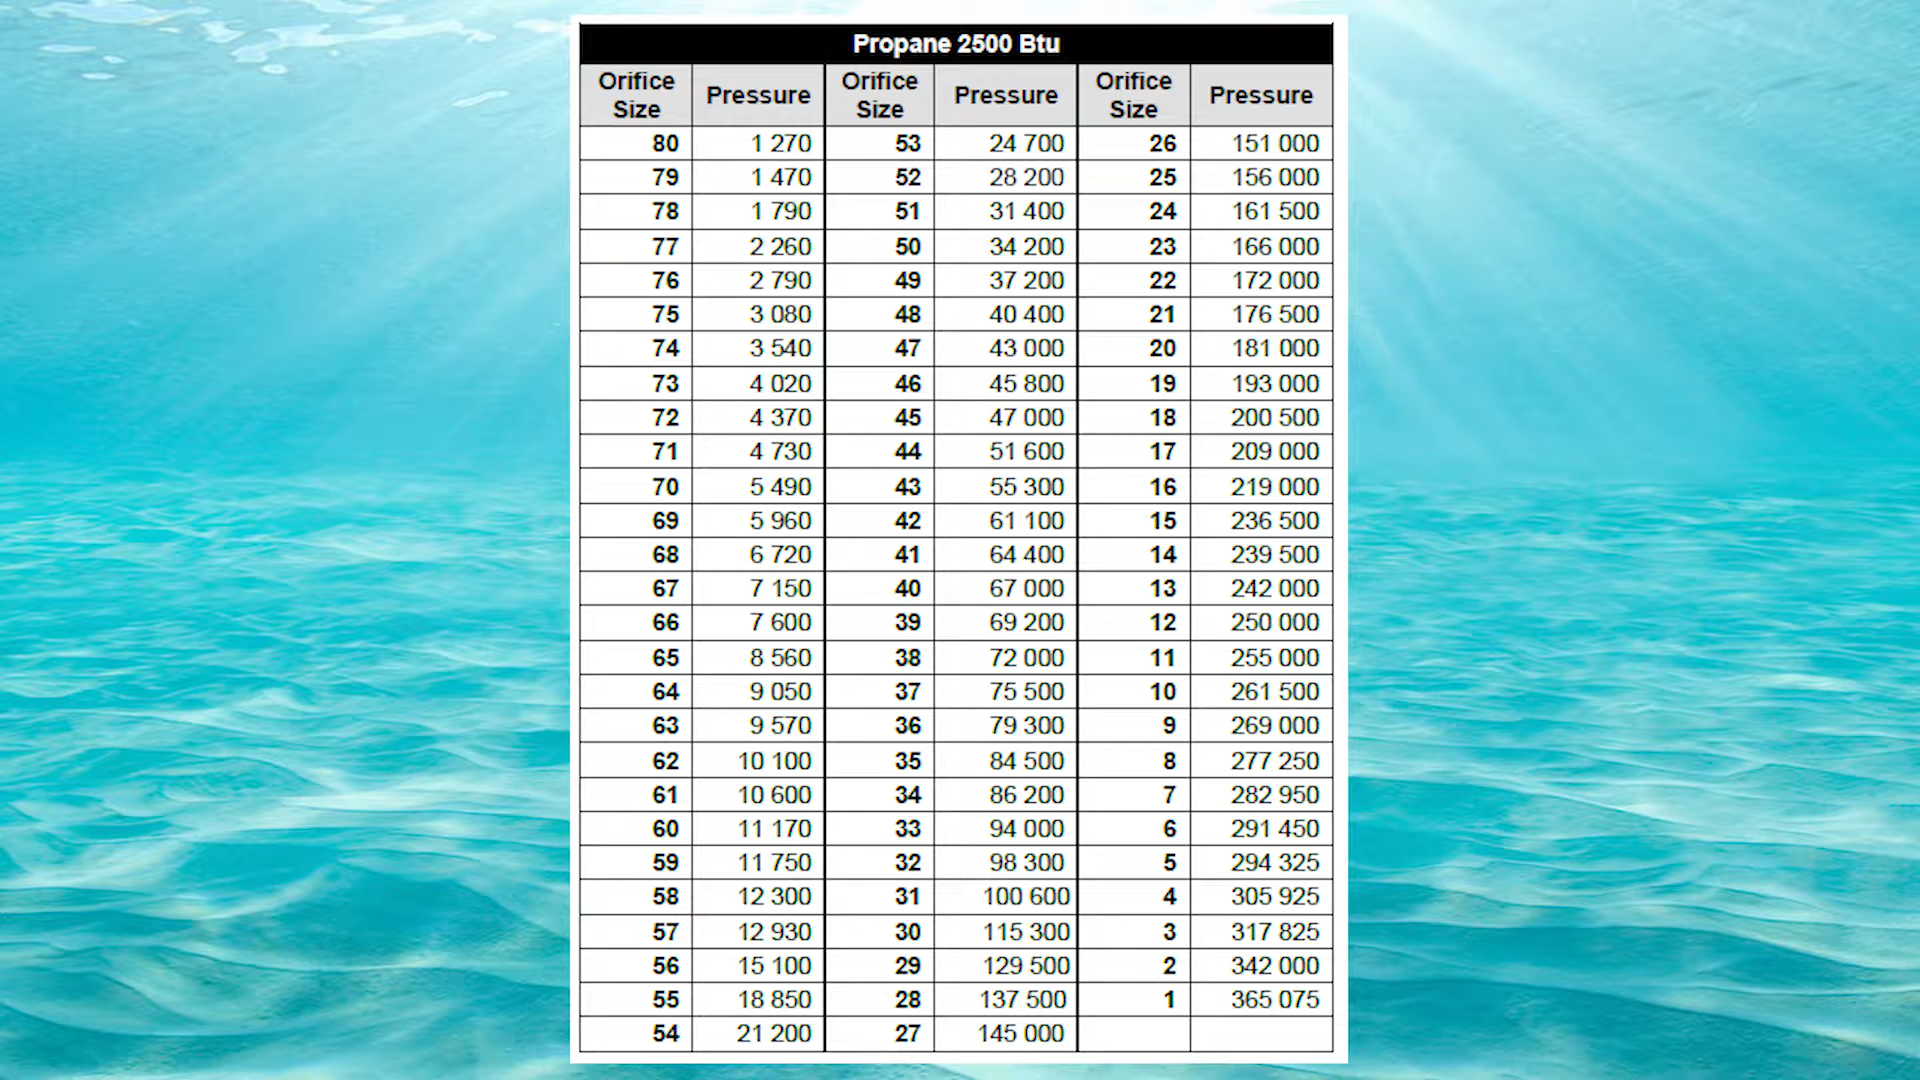 Propane 2500 Btu
Orifice Size Pressure Orifice Size Pressure Orifice Size Pressure
80 1 270 53 24 700 26 151 000
79 1 470 52 28 200 25 156 000
78 1 790 51 31 400 24 161 500
77 2 260 50 34 200 23 166 000
76 2 790 49 37 200 22 172 000
75 3 080 48 40 400 21 176 500
74 3 540 47 43 000 20 181 000
73 4 020 46 45 800 19 193 000
72 4 370 45 47 000 18 200 500
71 4 730 44 51 600 17 209 000
70 5 490 43 55 300 16 219 000
69 5 960 42 61 100 15 236 500
68 6 720 41 64 400 14 239 500
67 7 150 40 67 000 13 242 000
66 7 600 39 69 200 12 250 000
65 8 560 38 72 000 11 255 000
64 9 050 37 75 500 10 261 500
63 9 570 36 79 300 9 269 000
62 10 100 35 84 500 8 277 250
61 10 600 34 86 200 7 282 950
60 11 170 33 94 000 6 291 450
59 11 750 32 98 300 5 294 325
58 12 300 31 100 600 4 305 925
57 12 930 30 115 300 3 317 825
56 15 100 29 129 500 2 342 000
55 18 850 28 137 500 1 365 075
54 21 200 27 145 000